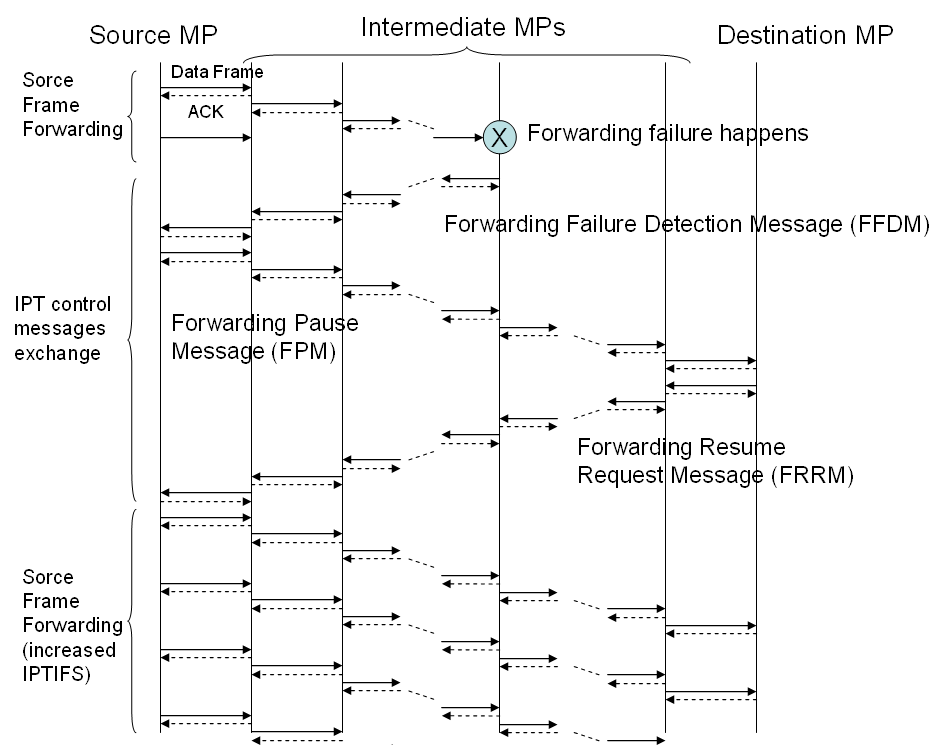 Source MP
Intermediate MPs
Destination MP
Sorce
Frame
Forwarding
Data Frame
ACK
X
Forwarding failure happens
Forwarding Failure Detection Message (FFDM)
IPT control
messages
exchange
Forwarding Pause
Message (FPM)
Forwarding Resume
Request Message (FRRM)
Sorce
Frame
Forwarding
(increased
IPTIFS)